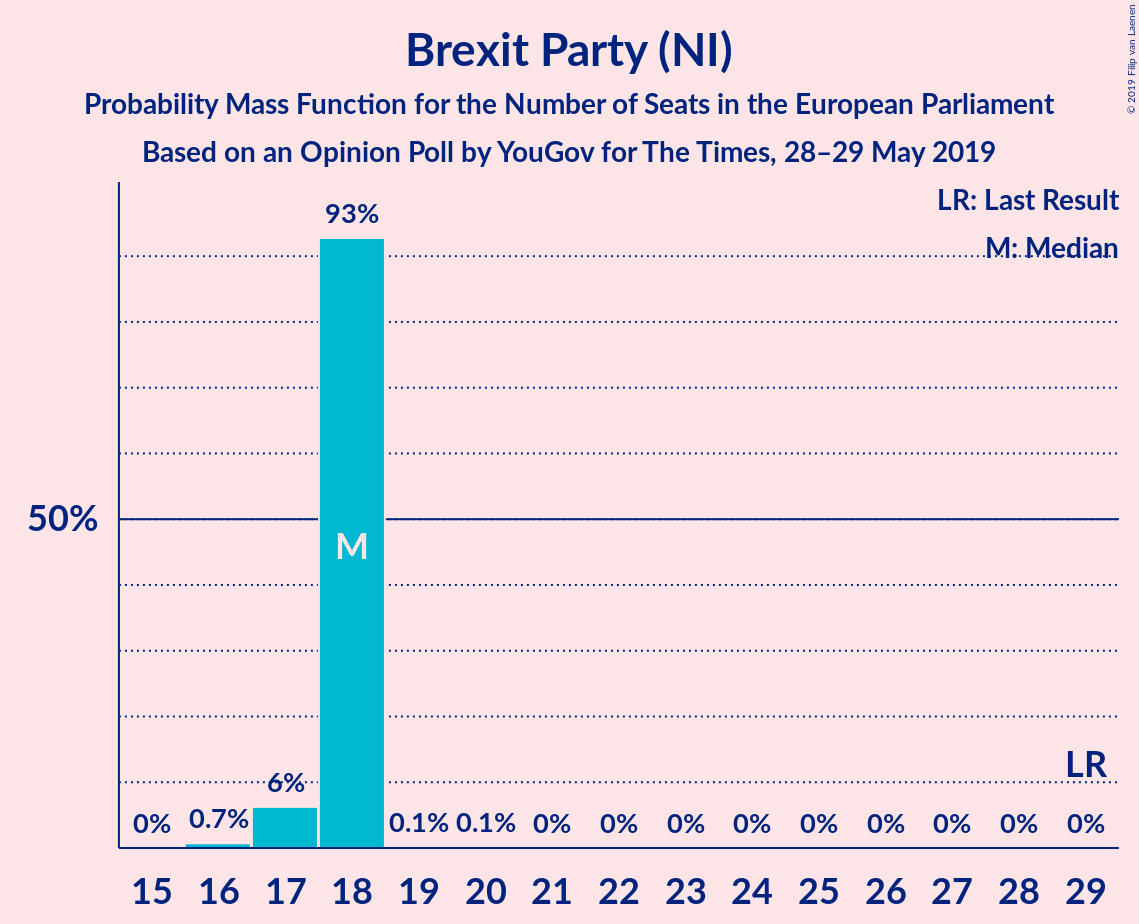 Brexit Party (NI)
Probability Mass Function for the Number of Seats in the European Parliament
Based on an Opinion Poll by YouGov for The Times, 28–29 May 2019
© 2019 Filip van Laenen
LR: Last Result
M: Median
93%
50%
M
LR
6%
0% 0.7% 0.1% 0.1% 0% 0% 0% 0% 0% 0% 0% 0% 0%
15 16 17 18 19 20 21 22 23 24 25 26 27 28 29